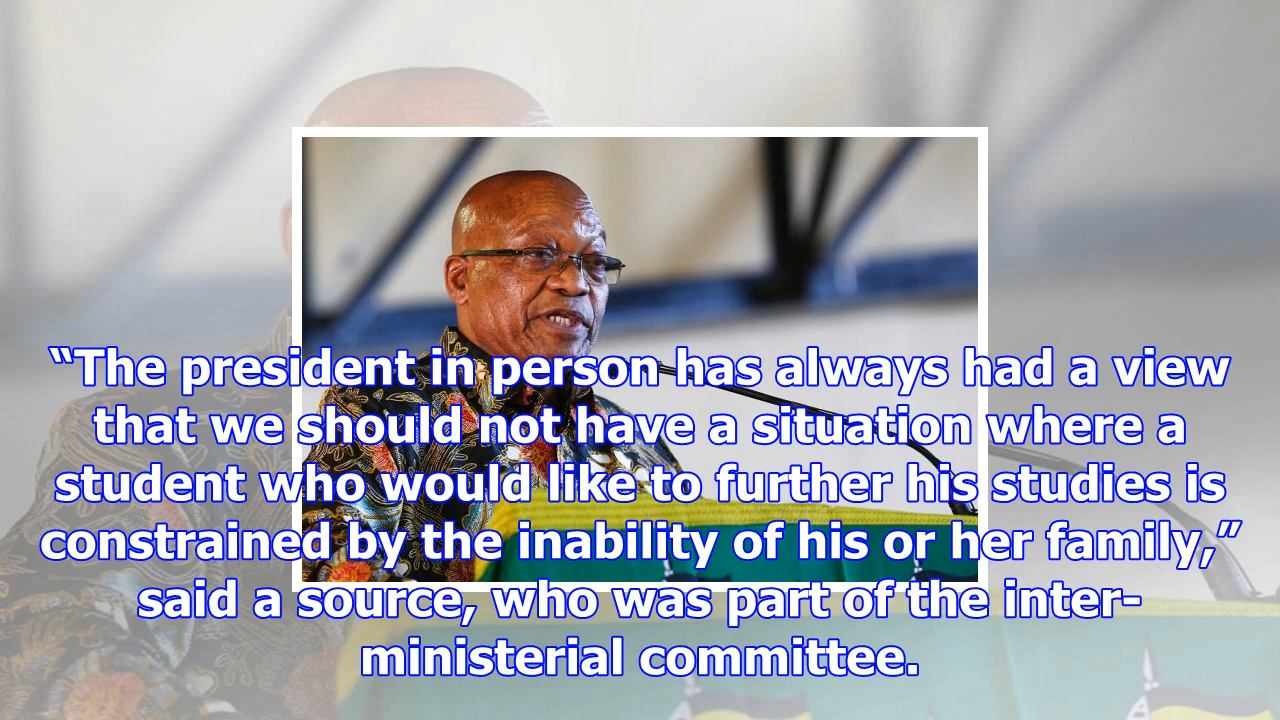 “The president in person has always had a view
that we should not have a situation where a
student who would like to further his studies is
constrained by the inability of his or her family,”
said a source, who was part of the inter-
ministerial committee.